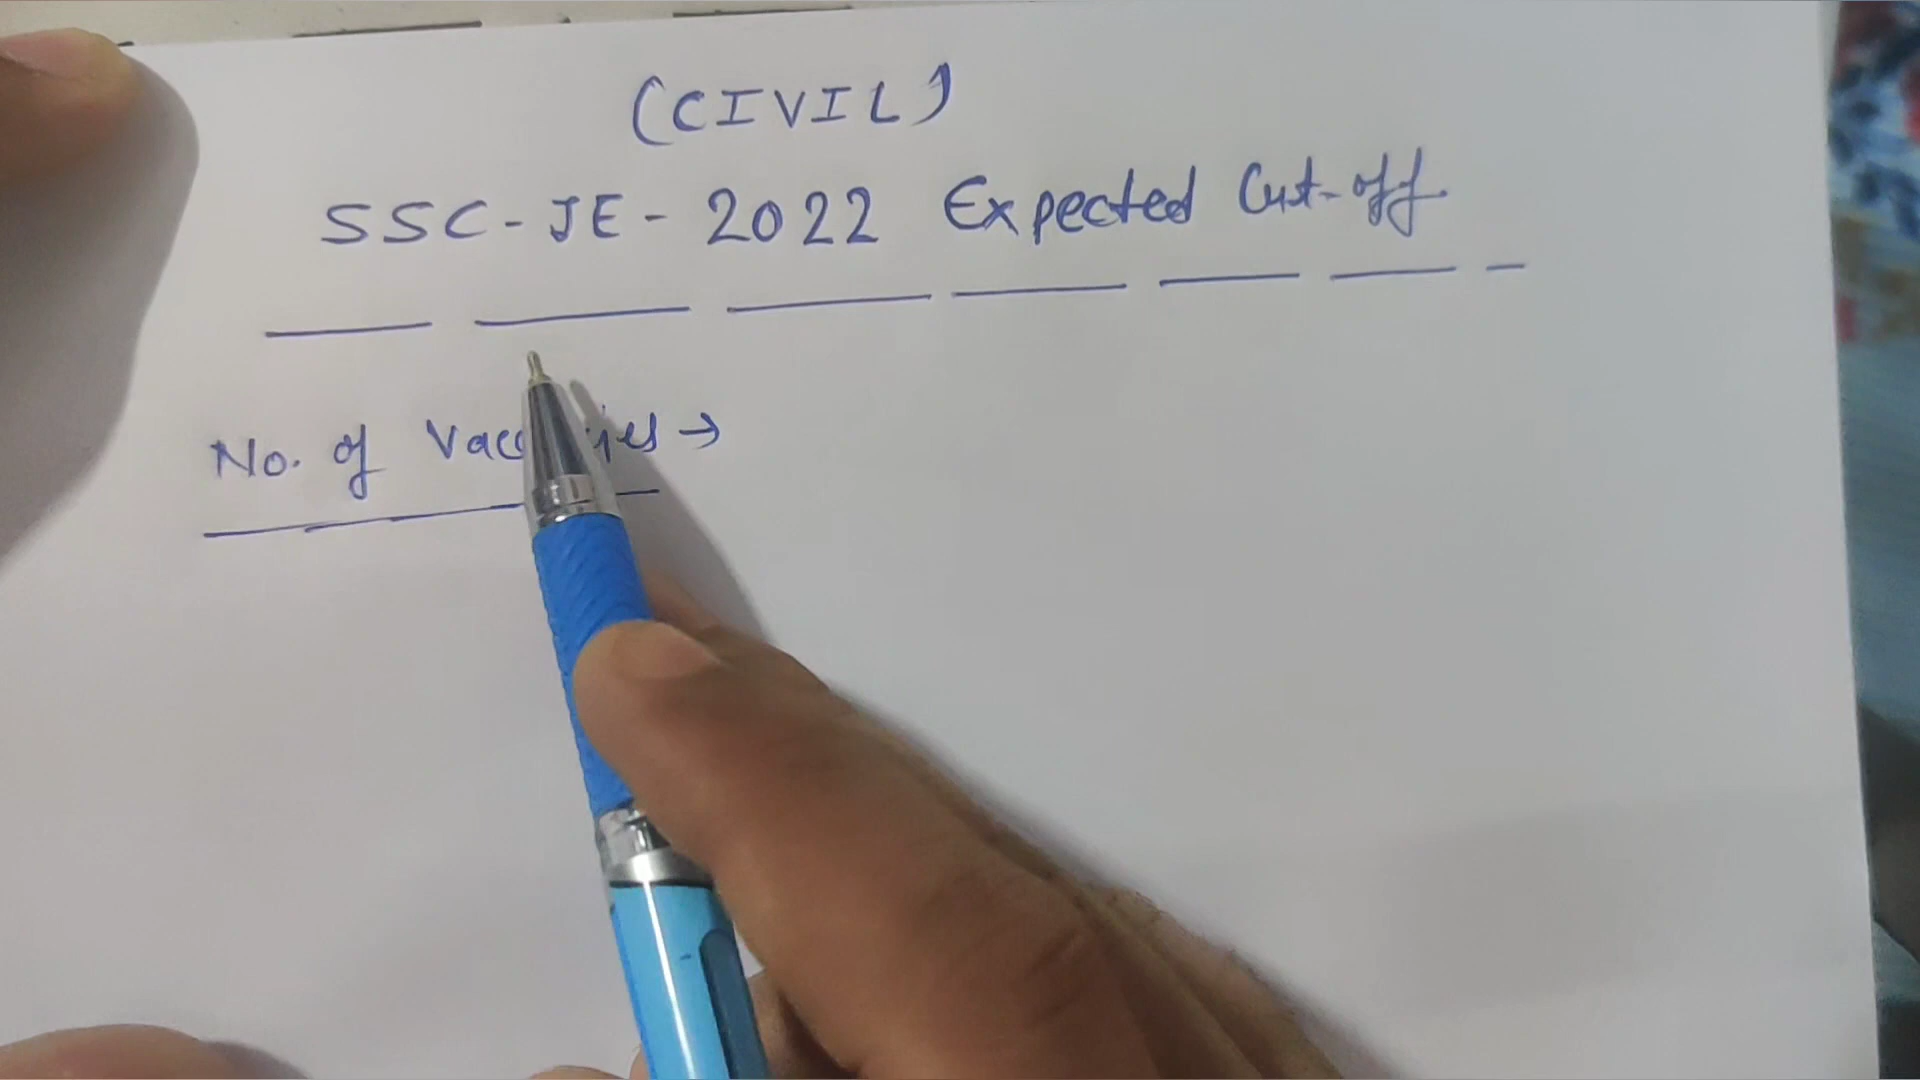 (CIVIL)
SSC-JE-2022 Expected Cut-off
No. of →